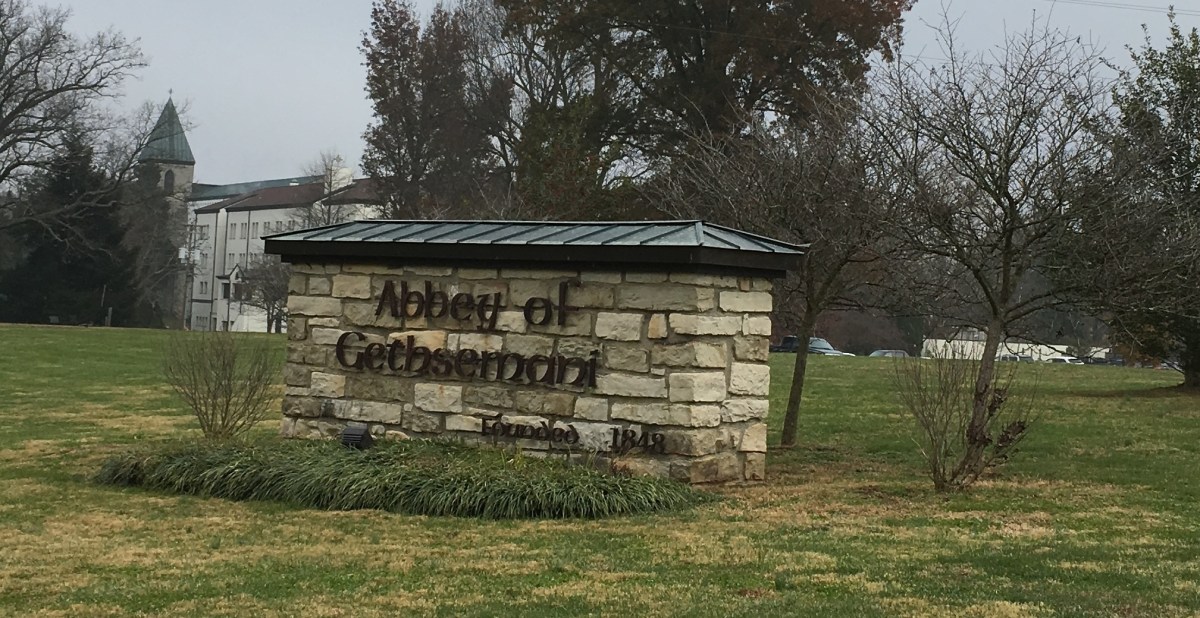 Abbey of
Gethsemani
Founded 1848